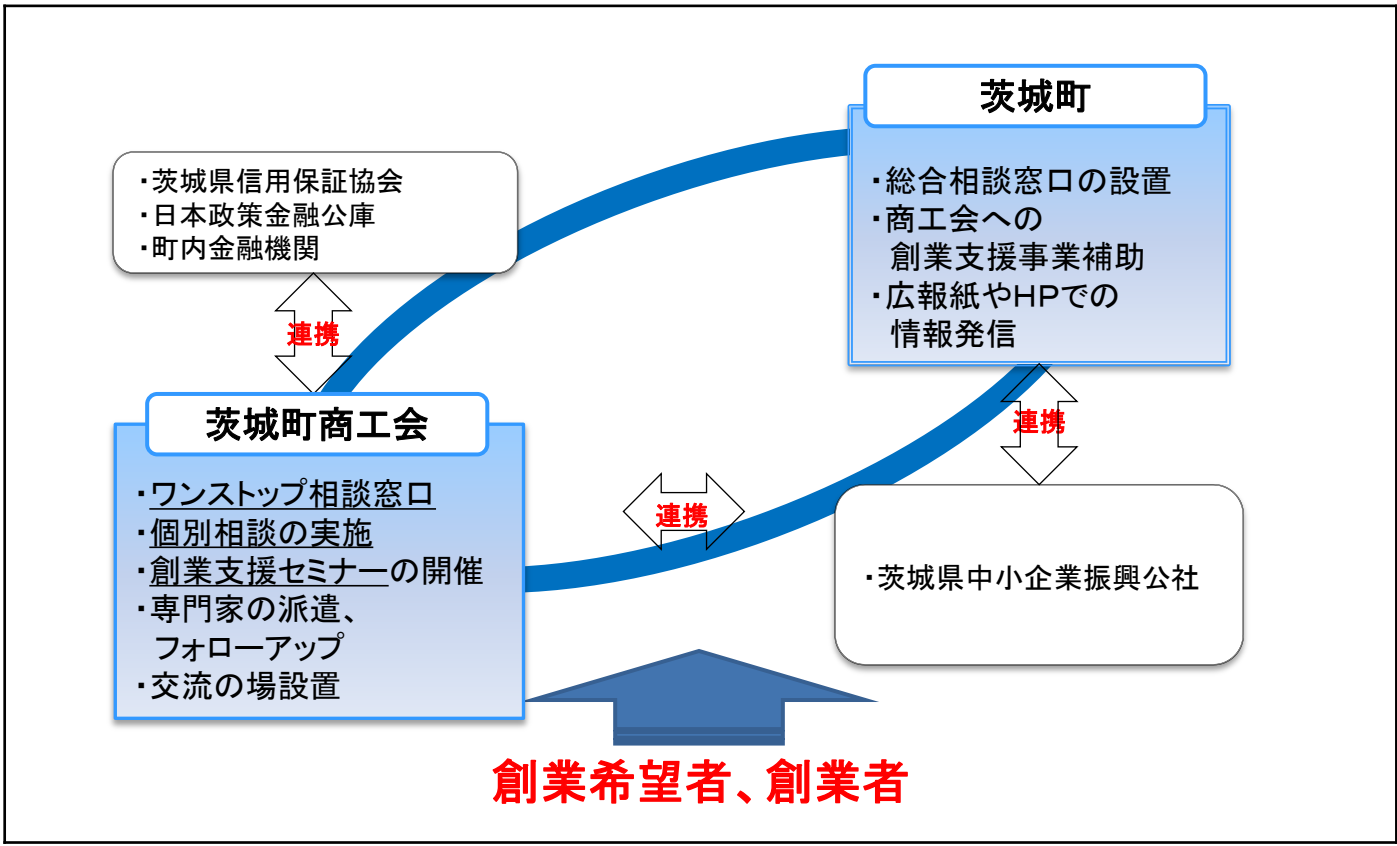 茨城町
・総合相談窓口の設置
・商工会への
創業支援事業補助
・広報紙やHPでの
情報発信
・茨城県信用保証協会
・日本政策金融公庫
・町内金融機関
連携
茨城町商工会
・ワンストップ相談窓口
・個別相談の実施
・創業支援セミナーの開催
・専門家の派遣、
フォローアップ
・交流の場設置
連携
連携
・茨城県中小企業振興公社
創業希望者、創業者